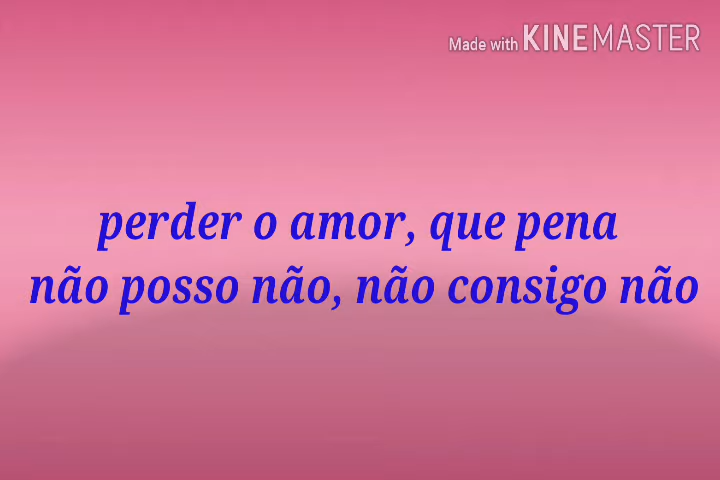 Made with KINEMASTER
perder o amor, que pena
não posso não, não consigo não